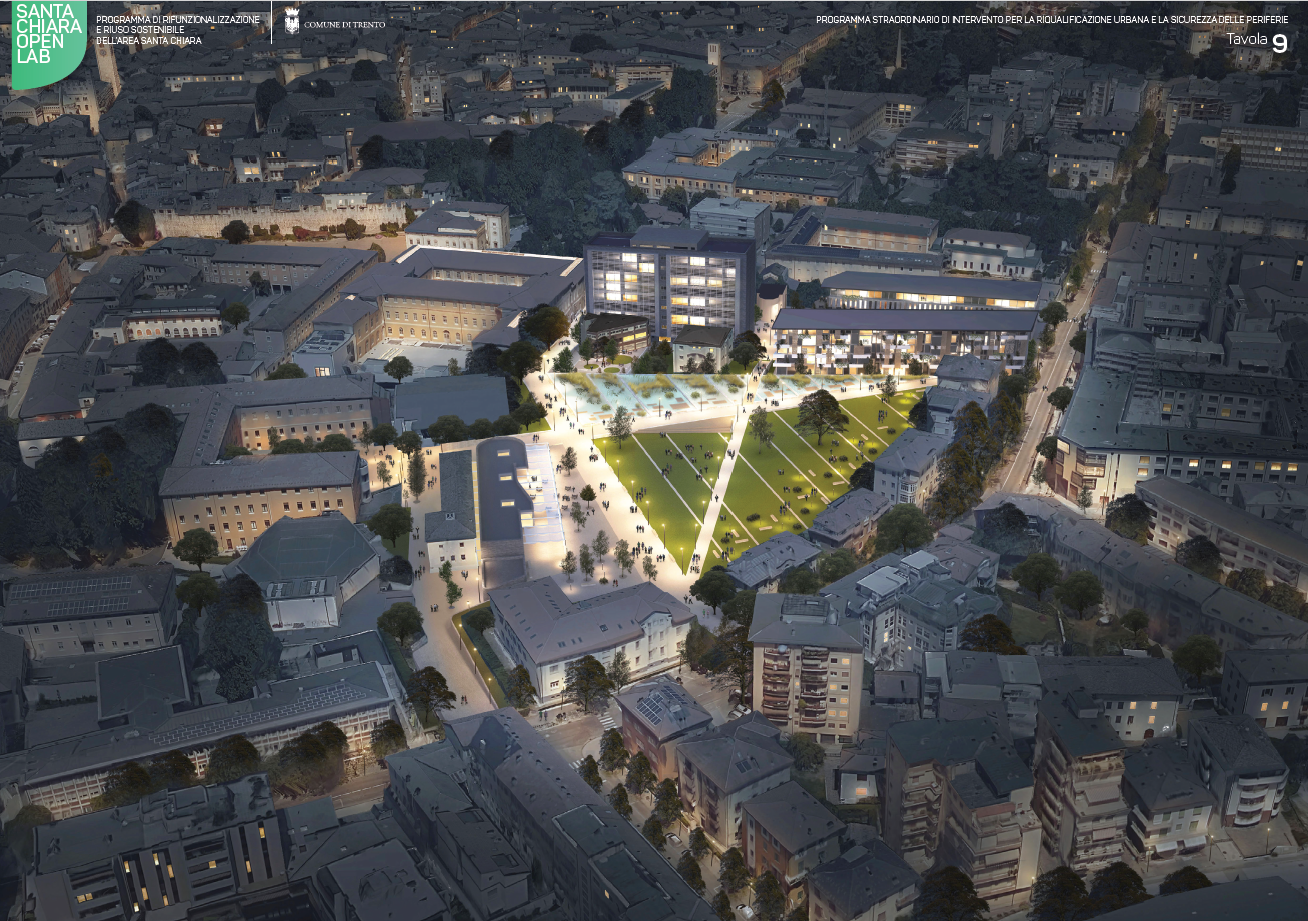 SANTA
CHIARA
OPEN
LAB
PROGRAMMA DI RIFUNZIONALIZZAZIONE
E RIUSO SOSTENIBILE
DELL'AREA SANTA CHIARA
COMUNE DI TRENTO
PROGRAMMA STRAORDINARIO DI INTERVENTO PER LA RIQUALIFICAZIONE URBANA E LA SICUREZZA DELLE PERIFERIE
Tavola 9